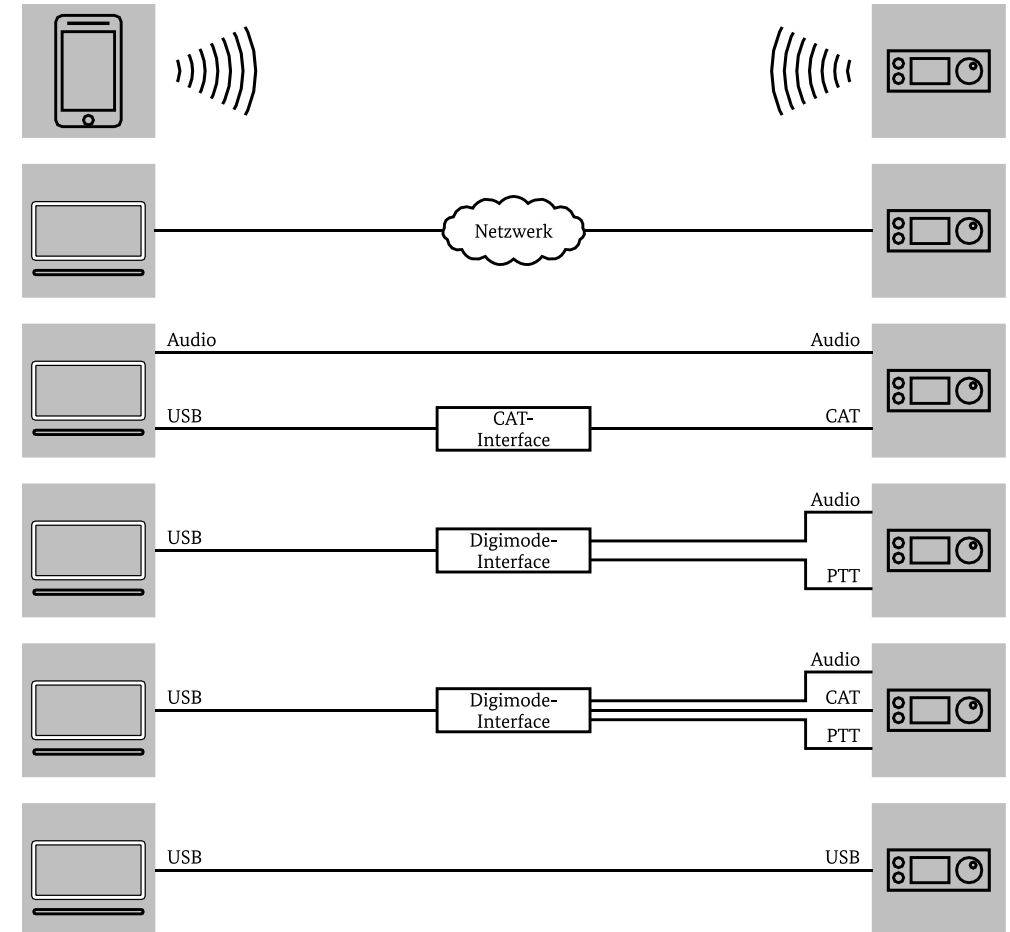 Netzwerk
Audio
Audio
USB
CAT-
Interface
CAT
Audio
USB
Digimode-
Interface
PTT
Audio
USB
Digimode-
Interface
CAT
PTT
USB
USB